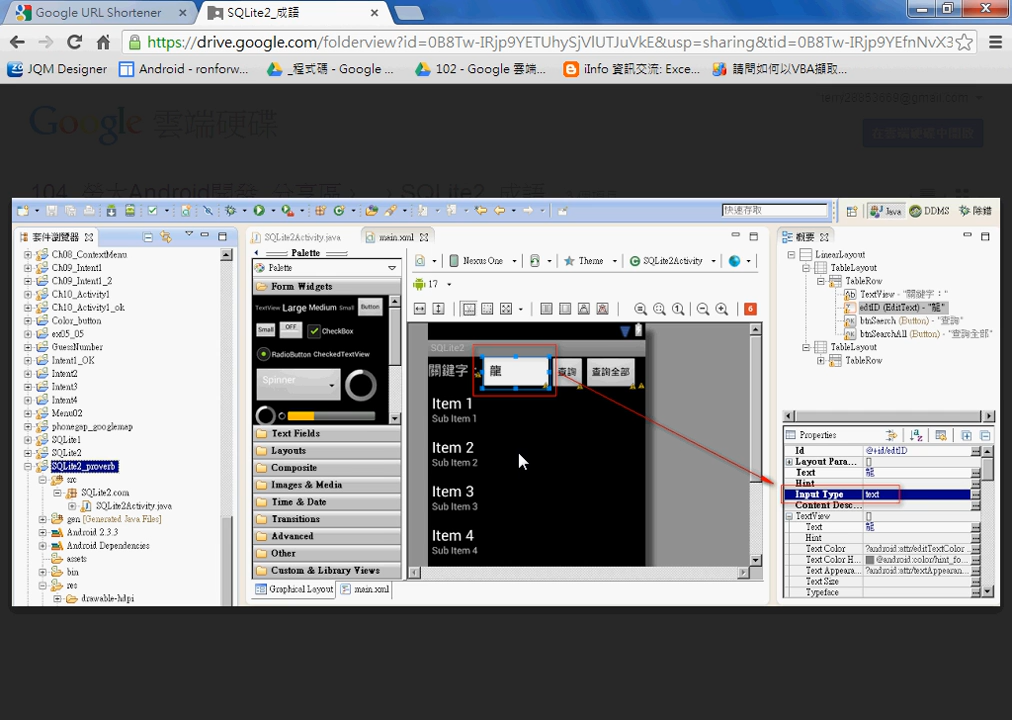 Google URL Shortener
SQLite2_成語
https://drive.google.com/folderview?id=0B8Tw-IRjp9YETUhySjVlUTJuVkE&usp=sharing&tid=0B8Tw-IRjp9YEfnNvX3
JQM Designer
Android - ronforw...
_程式碼 - Google ...
102 - Google 雲端...
iInfo 資訊交流: Exce...
請問如何以VBA擷取...
Google 雲端硬碟
快速存取
Java
DDMS
除錯
套件瀏覽器
Ch08_ContextMenu
Ch09_Intent1
Ch09_Intent1_2
Ch10_Activity1
Ch10_Activity1_ok
Color_button
ex05_05
GuessNumber
Intent1_OK
Intent2
Intent3
Intent4
Menu02
phonegap_googlemap
SQLite1
SQLite2
SQLite2_proverb
src
SQLite2.com
SQLite2Activity.java
gen [Generated Java Files]
Android 2.3.3
Android Dependencies
assets
bin
res
drawable-hdpi
SQLite2Activity.java
main.xml
Palette
Palette
Form Widgets
TextView Large Medium Small Button
Small OFF CheckBox
RadioButton CheckedTextView
Spinner
Text Fields
Layouts
Composite
Images & Media
Time & Date
Transitions
Advanced
Other
Custom & Library Views
Graphical Layout
main.xml
Nexus One
Theme
SQLite2Activity
17
6
SQLite2
關鍵字：
龍
查詢
查詢全部
Item 1
Sub Item 1
Item 2
Sub Item 2
Item 3
Sub Item 3
Item 4
Sub Item 4
概要
LinearLayout
TableLayout
TableRow
TextView - "關鍵字："
edtID (EditText) - "龍"
btnSaerch (Button) - "查詢"
btnSearchAll (Button) - "查詢全部"
TableLayout
TableRow
Properties
Id @+id/edtID
Layout Para... []
Text 龍
Hint
Input Type text
Content Desc...
TextView []
Text 龍
Hint
Text Color ?android:attr/editTextColor
Text Color H... @android:color/hint_fo...
Text Appeara... ?android:attr/textAppearan...
Text Size
Typeface